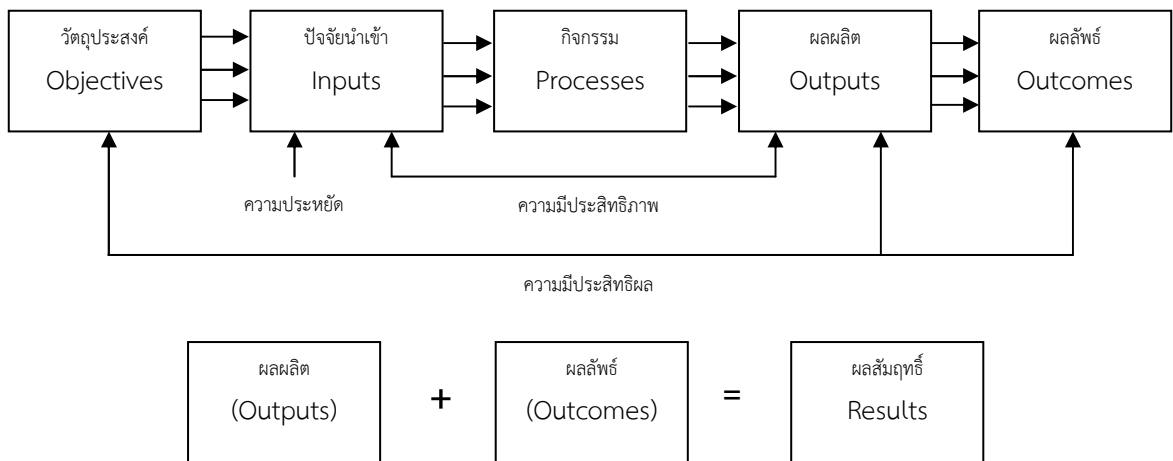 วัตถุประสงค์
Objectives
ปัจจัยนำเข้า
Inputs
กิจกรรม
Processes
ผลผลิต
Outputs
ผลลัพธ์
Outcomes
ความประหยัด
ความมีประสิทธิภาพ
ความมีประสิทธิผล
ผลผลิต
(Outputs)
+
ผลลัพธ์
(Outcomes)
=
ผลสัมฤทธิ์
Results